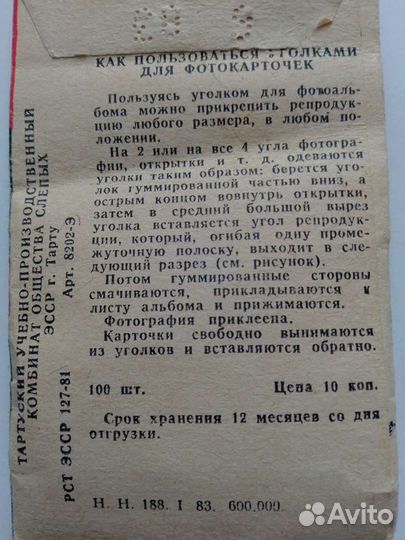 КАК ПОЛЬЗОВАТЬСЯ УГОЛКАМИ
ДЛЯ ФОТОКАРТОЧЕК
Пользуясь уголком для фотоаль-
бома можно прикрепить репродук-
цию любого размера, в любом по-
ложении.
На 2 или на все 4 угла фотогра-
фии, открытки и т. д. одеваются
уголки таким образом: берется уго-
лок гуммированной частью вниз, а
острым концом вовнутрь открытки,
затем в средний большой вырез
уголка вставляется угол репродук-
ции, который, огибая одну проме-
жуточную полоску, выходит в сле-
дующий разрез (см. рисунок).
Потом гуммированные стороны
смачиваются, прикладываются к
листу альбома и прижимаются.
Фотография приклеена.
Карточки свободно вынимаются
из уголков и вставляются обратно.
100 шт. Цена 10 коп.
Срок хранения 12 месяцев со дня
отгрузки.
Н. Н. 188. I 83. 600.000.
ТАРТУСКИЙ УЧЕБНО-ПРОИЗВОДСТВЕННЫЙ
КОМБИНАТ ОБЩЕСТВА СЛЕПЫХ
ЭССР г. Тарту
РСТ ЭССР 127-81 Арт. 8202-Э
Avito